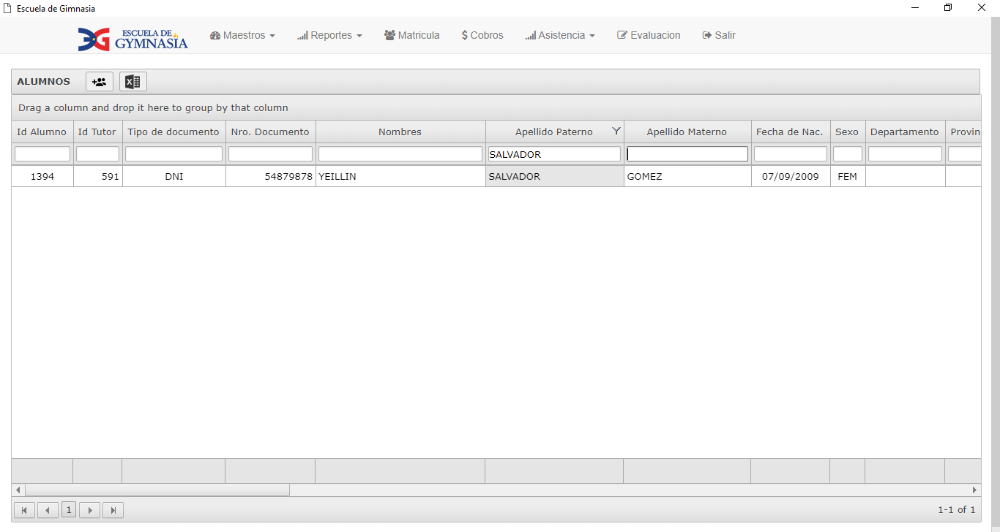 Escuela de Gimnasia
ESCUELA DE
GYMNASIA
Maestros Reportes Matricula $ Cobros Asistencia Evaluacion Salir
ALUMNOS
Drag a column and drop it here to group by that column
Id Alumno Id Tutor Tipo de documento Nro. Documento Nombres Apellido Paterno Apellido Materno Fecha de Nac. Sexo Departamento Provin
SALVADOR
1394 591 DNI 54879878 YEILLIN SALVADOR GOMEZ 07/09/2009 FEM
1 1-1 of 1